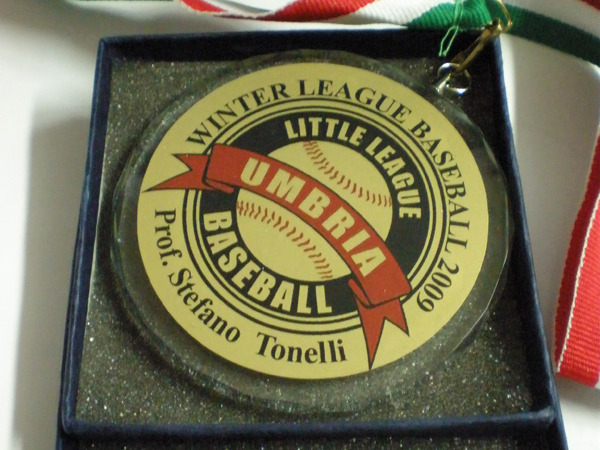 WINTER LEAGUE BASEBALL 2009
LITTLE LEAGUE
UMBRIA
BASEBALL
Prof. Stefano Tonelli